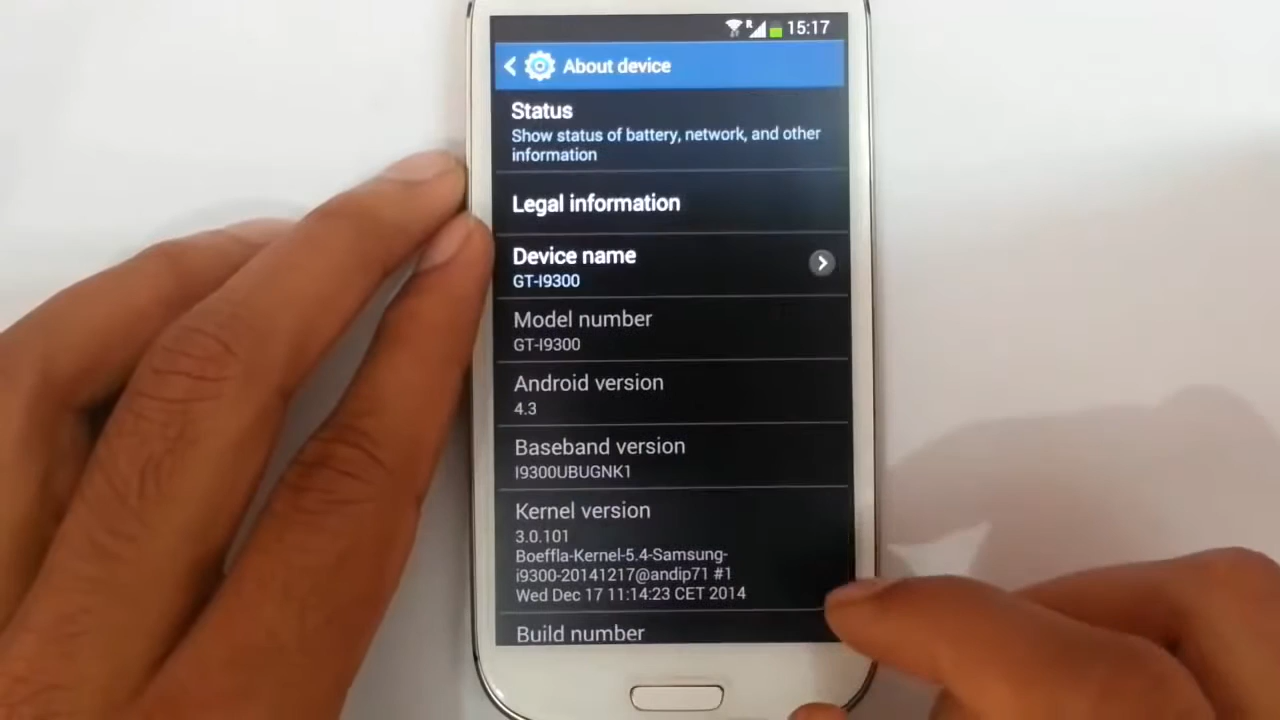 R 15:17
About device
Status
Show status of battery, network, and other
information
Legal information
Device name
GT-I9300
Model number
GT-I9300
Android version
4.3
Baseband version
I9300UBUGNK1
Kernel version
3.0.101
Boeffla-Kernel-5.4-Samsung-
i9300-20141217@andip71 #1
Wed Dec 17 11:14:23 CET 2014
Build number